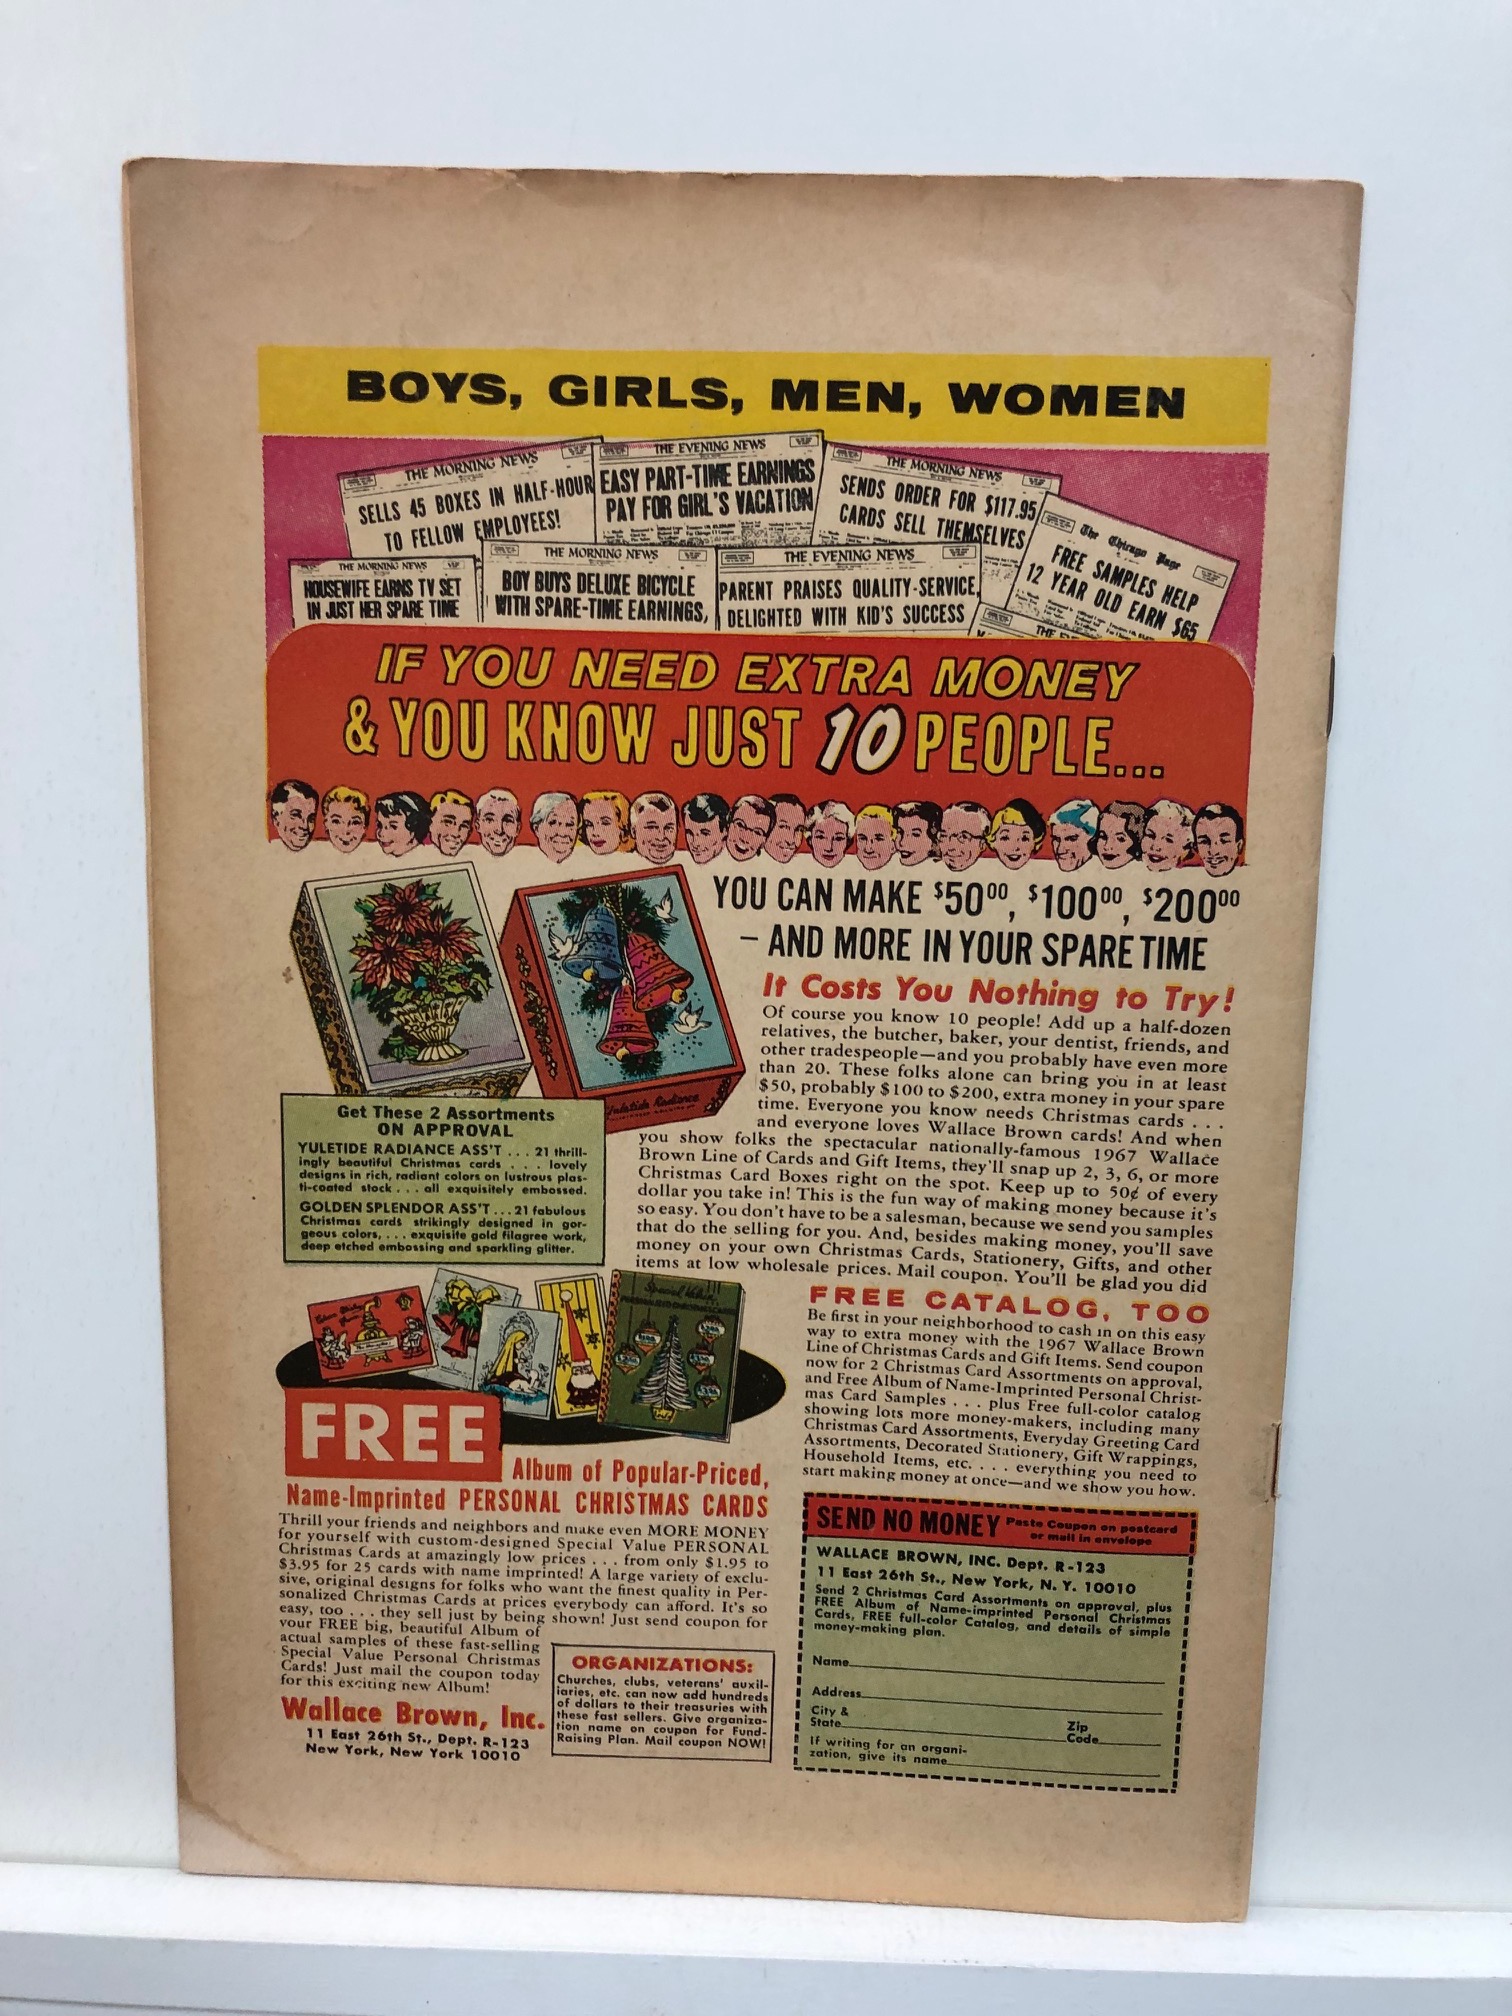 BOYS, GIRLS, MEN, WOMEN
THE MORNING NEWS
SELLS 45 BOXES IN HALF-HOUR
TO FELLOW EMPLOYEES!
THE EVENING NEWS
EASY PART-TIME EARNINGS
PAY FOR GIRL'S VACATION
THE MORNING NEWS
SENDS ORDER FOR $117.95
CARDS SELL THEMSELVES
The Chicago Page
FREE SAMPLES HELP
12 YEAR OLD EARN $65
THE MORNING NEWS
HOUSEWIFE EARNS TV SET
IN JUST HER SPARE TIME
THE MORNING NEWS
BOY BUYS DELUXE BICYCLE
WITH SPARE-TIME EARNINGS,
THE EVENING NEWS
PARENT PRAISES QUALITY-SERVICE,
DELIGHTED WITH KID'S SUCCESS
IF YOU NEED EXTRA MONEY
& YOU KNOW JUST 10 PEOPLE...
YOU CAN MAKE $50⁰⁰, $100⁰⁰, $200⁰⁰
– AND MORE IN YOUR SPARE TIME
It Costs You Nothing to Try!
Of course you know 10 people! Add up a half-dozen
relatives, the butcher, baker, your dentist, friends, and
other tradespeople—and you probably have even more
than 20. These folks alone can bring you in at least
$50, probably $100 to $200, extra money in your spare
time. Everyone you know needs Christmas cards . . .
and everyone loves Wallace Brown cards! And when
you show folks the spectacular nationally-famous 1967 Wallace
Brown Line of Cards and Gift Items, they'll snap up 2, 3, 6, or more
Christmas Card Boxes right on the spot. Keep up to 50¢ of every
dollar you take in! This is the fun way of making money because it's
so easy. You don't have to be a salesman, because we send you samples
that do the selling for you. And, besides making money, you'll save
money on your own Christmas Cards, Stationery, Gifts, and other
items at low wholesale prices. Mail coupon. You'll be glad you did
Yuletide Radiance
Get These 2 Assortments
ON APPROVAL
YULETIDE RADIANCE ASS'T . . . 21 thrill-
ingly beautiful Christmas cards . . . lovely
designs in rich, radiant colors on lustrous plas-
ti-coated stock . . . all exquisitely embossed.
GOLDEN SPLENDOR ASS'T . . . 21 fabulous
Christmas cards strikingly designed in gor-
geous colors, . . . exquisite gold filagree work,
deep etched embossing and sparkling glitter.
Special Value
FREE
Album of Popular-Priced,
Name-Imprinted PERSONAL CHRISTMAS CARDS
Thrill your friends and neighbors and make even MORE MONEY
for yourself with custom-designed Special Value PERSONAL
Christmas Cards at amazingly low prices . . . from only $1.95 to
$3.95 for 25 cards with name imprinted! A large variety of exclu-
sive, original designs for folks who want the finest quality in Per-
sonalized Christmas Cards at prices everybody can afford. It's so
easy, too . . . they sell just by being shown! Just send coupon for
your FREE big, beautiful Album of
actual samples of these fast-selling
Special Value Personal Christmas
Cards! Just mail the coupon today
for this exciting new Album!
Wallace Brown, Inc.
11 East 26th St., Dept. R-123
New York, New York 10010
ORGANIZATIONS:
Churches, clubs, veterans' auxil-
iaries, etc. can now add hundreds
of dollars to their treasuries with
these fast sellers. Give organiza-
tion name on coupon for Fund-
Raising Plan. Mail coupon NOW!
FREE CATALOG, TOO
Be first in your neighborhood to cash in on this easy
way to extra money with the 1967 Wallace Brown
Line of Christmas Cards and Gift Items. Send coupon
now for 2 Christmas Card Assortments on approval,
and Free Album of Name-Imprinted Personal Christ-
mas Card Samples . . . plus Free full-color catalog
showing lots more money-makers, including many
Christmas Card Assortments, Everyday Greeting Card
Assortments, Decorated Stationery, Gift Wrappings,
Household Items, etc. . . . everything you need to
start making money at once—and we show you how.
SEND NO MONEY Paste Coupon on postcard
or mail in envelope
WALLACE BROWN, INC. Dept. R-123
11 East 26th St., New York, N. Y. 10010
Send 2 Christmas Card Assortments on approval, plus
FREE Album of Name-Imprinted Personal Christmas
Cards, FREE full-color Catalog, and details of simple
money-making plan.
Name
Address
City &
State
Zip
Code
If writing for an organi-
zation, give its name